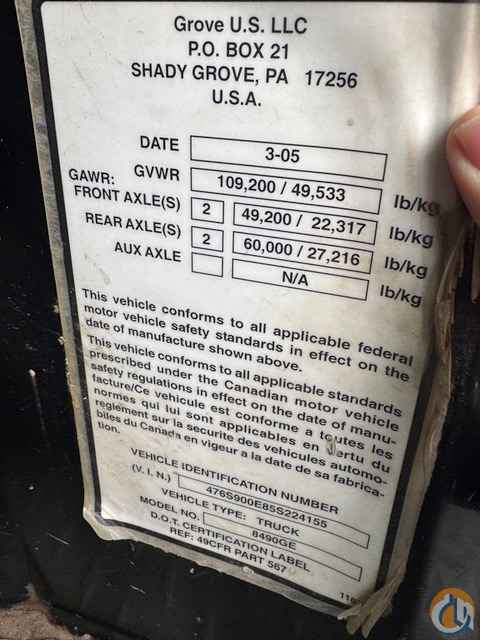 Grove U.S. LLC
P.O. BOX 21
SHADY GROVE, PA 17256
U.S.A.
DATE 3-05
GVWR 109,200 / 49,533 lb/kg
GAWR:
FRONT AXLE(S) 2 49,200 / 22,317 lb/kg
REAR AXLE(S) 2 60,000 / 27,216 lb/kg
AUX AXLE N/A lb/kg
This vehicle conforms to all applicable federal
motor vehicle safety standards in effect on the
date of manufacture shown above.
This vehicle conforms to all applicable standards
prescribed under the Canadian motor vehicle
safety regulations in effect on the date of manu-
facture/Ce véhicule est conforme a toutes les
normes qui lui sont applicables en vertu du
reglement sur la securite des vehicules automo-
biles du Canada en vigeur a la date de sa fabrica-
tion.
VEHICLE IDENTIFICATION NUMBER
(V. I. N.) 476S900E85S224155
VEHICLE TYPE: TRUCK
MODEL NO. 8490GE
D.O.T. CERTIFICATION LABEL
REF: 49CFR PART 567